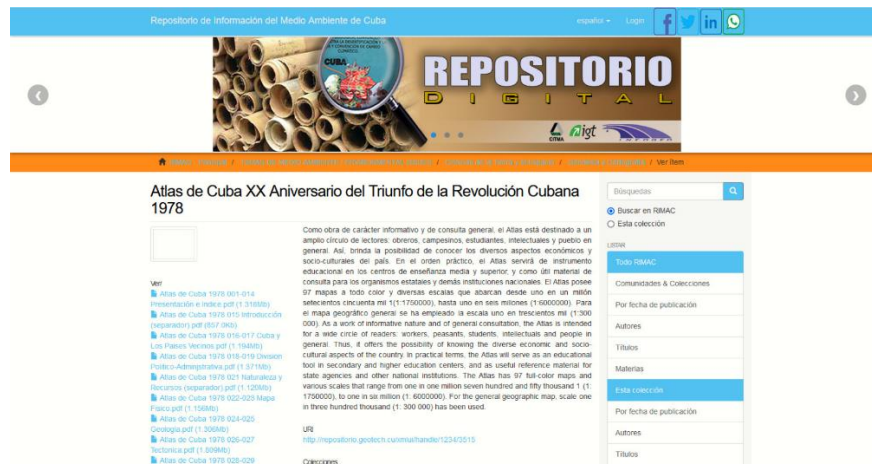 Repositorio de Información del Medio Ambiente de Cuba
español
Login
CUBA
REPOSITORIO
DIGITAL
CITMA
igt
/ Ver ítem
Atlas de Cuba XX Aniversario del Triunfo de la Revolución Cubana
1978
Como obra de carácter informativo y de consulta general, el Atlas está destinado a un
amplio círculo de lectores: obreros, campesinos, estudiantes, intelectuales y pueblo en
general. Así, brinda la posibilidad de conocer los diversos aspectos económicos y
socio-culturales del país. En el orden práctico, el Atlas servirá de instrumento
educacional en los centros de enseñanza media y superior, y como útil material de
consulta para los organismos estatales y demás instituciones nacionales. El Atlas posee
97 mapas a todo color y diversas escalas que abarcan desde uno en un millón
setecientos cincuenta mil 1(1:1750000), hasta uno en seis millones (1:6000000). Para
el mapa geográfico general se ha empleado la escala uno en trescientos mil (1:300
000). As a work of informative nature and of general consultation, the Atlas is intended
for a wide circle of readers: workers, peasants, students, intellectuals and people in
general. Thus, it offers the possibility of knowing the diverse economic and socio-
cultural aspects of the country. In practical terms, the Atlas will serve as an educational
tool in secondary and higher education centers, and as useful reference material for
state agencies and other national institutions. The Atlas has 97 full-color maps and
various scales that range from one in one million seven hundred and fifty thousand 1 (1:
1750000), to one in six million (1: 6000000). For the general geographic map, scale one
in three hundred thousand (1: 300 000) has been used.
URI
http://repositorio.geotech.cu/xmlui/handle/1234/3515
Colecciones
Ver/
Atlas de Cuba 1978 001-014
Presentación e Indice.pdf (1.316Mb)
Atlas de Cuba 1978 015 Introducción
(separador).pdf (897.0Kb)
Atlas de Cuba 1978 016-017 Cuba y
Los Paises Vecinos.pdf (1.194Mb)
Atlas de Cuba 1978 018-019 Division
Politico-Administrativa.pdf (1.371Mb)
Atlas de Cuba 1978 021 Naturaleza y
Recursos (separador).pdf (1.120Mb)
Atlas de Cuba 1978 022-023 Mapa
Fisico.pdf (1.156Mb)
Atlas de Cuba 1978 024-025
Geologia.pdf (1.306Mb)
Atlas de Cuba 1978 026-027
Tectonica.pdf (1.899Mb)
Atlas de Cuba 1978 028-029
Búsquedas
Buscar en RIMAC
Esta colección
LISTAR
Todo RIMAC
Comunidades & Colecciones
Por fecha de publicación
Autores
Títulos
Materias
Esta colección
Por fecha de publicación
Autores
Títulos